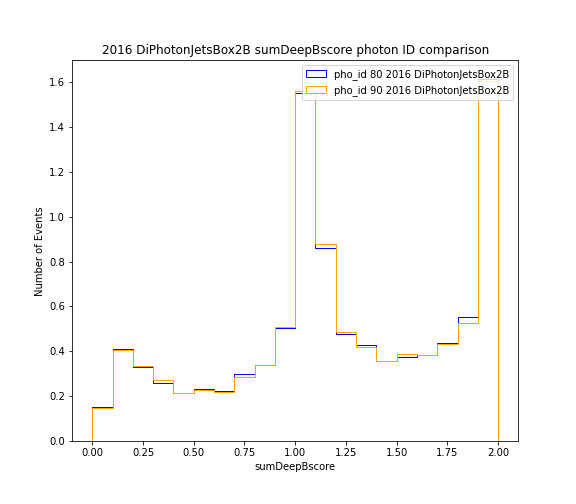 2016 DiPhotonJetsBox2B sumDeepBscore photon ID comparison
pho_id 80 2016 DiPhotonJetsBox2B
pho_id 90 2016 DiPhotonJetsBox2B
1.6
1.4
1.2
1.0
0.8
0.6
0.4
0.2
0.0
Number of Events
0.00 0.25 0.50 0.75 1.00 1.25 1.50 1.75 2.00
sumDeepBscore